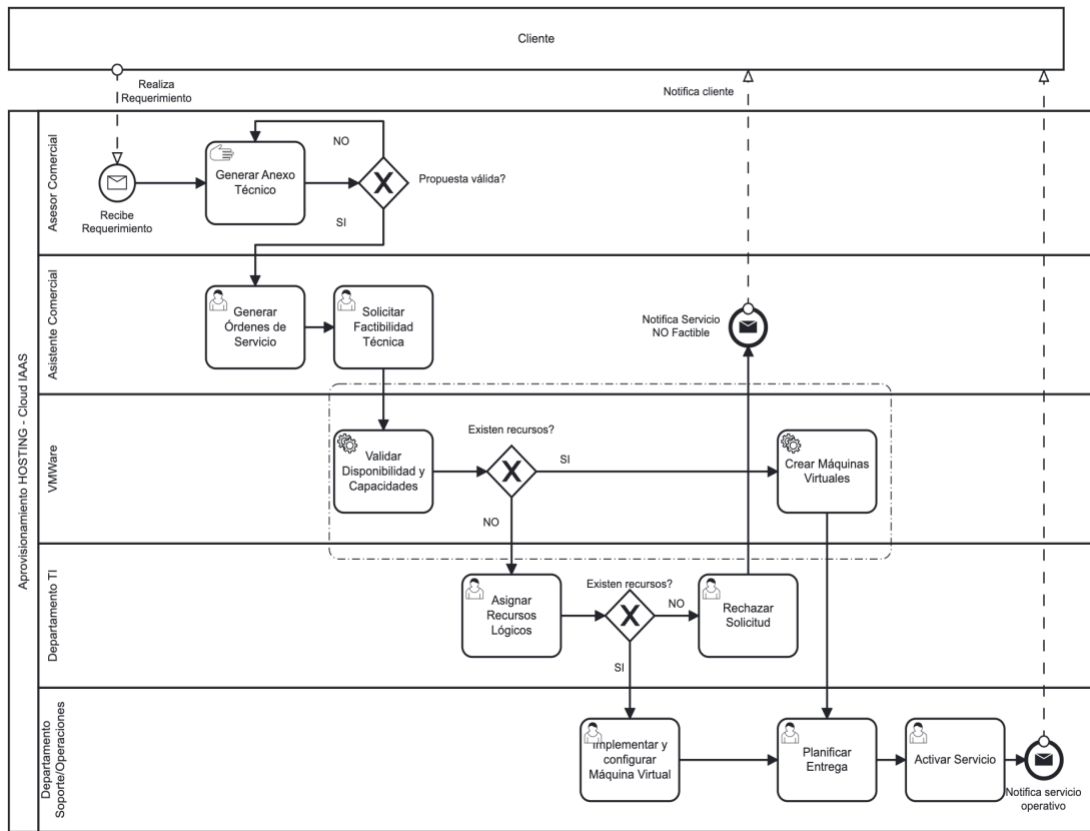 Cliente
Realiza
Requerimiento
Notifica cliente
Aprovisionamiento HOSTING - Cloud IAAS
Asesor Comercial
Recibe
Requerimiento
Generar Anexo
Técnico
NO
Propuesta válida?
SI
Asistente Comercial
Generar
Órdenes de
Servicio
Solicitar
Factibilidad
Técnica
Notifica Servicio
NO Factible
VMWare
Validar
Disponibilidad y
Capacidades
Existen recursos?
SI
NO
Crear Máquinas
Virtuales
Departamento TI
Asignar
Recursos
Lógicos
Existen recursos?
NO
SI
Rechazar
Solicitud
Departamento
Soporte/Operaciones
Implementar y
configurar
Máquina Virtual
Planificar
Entrega
Activar Servicio
Notifica servicio
operativo